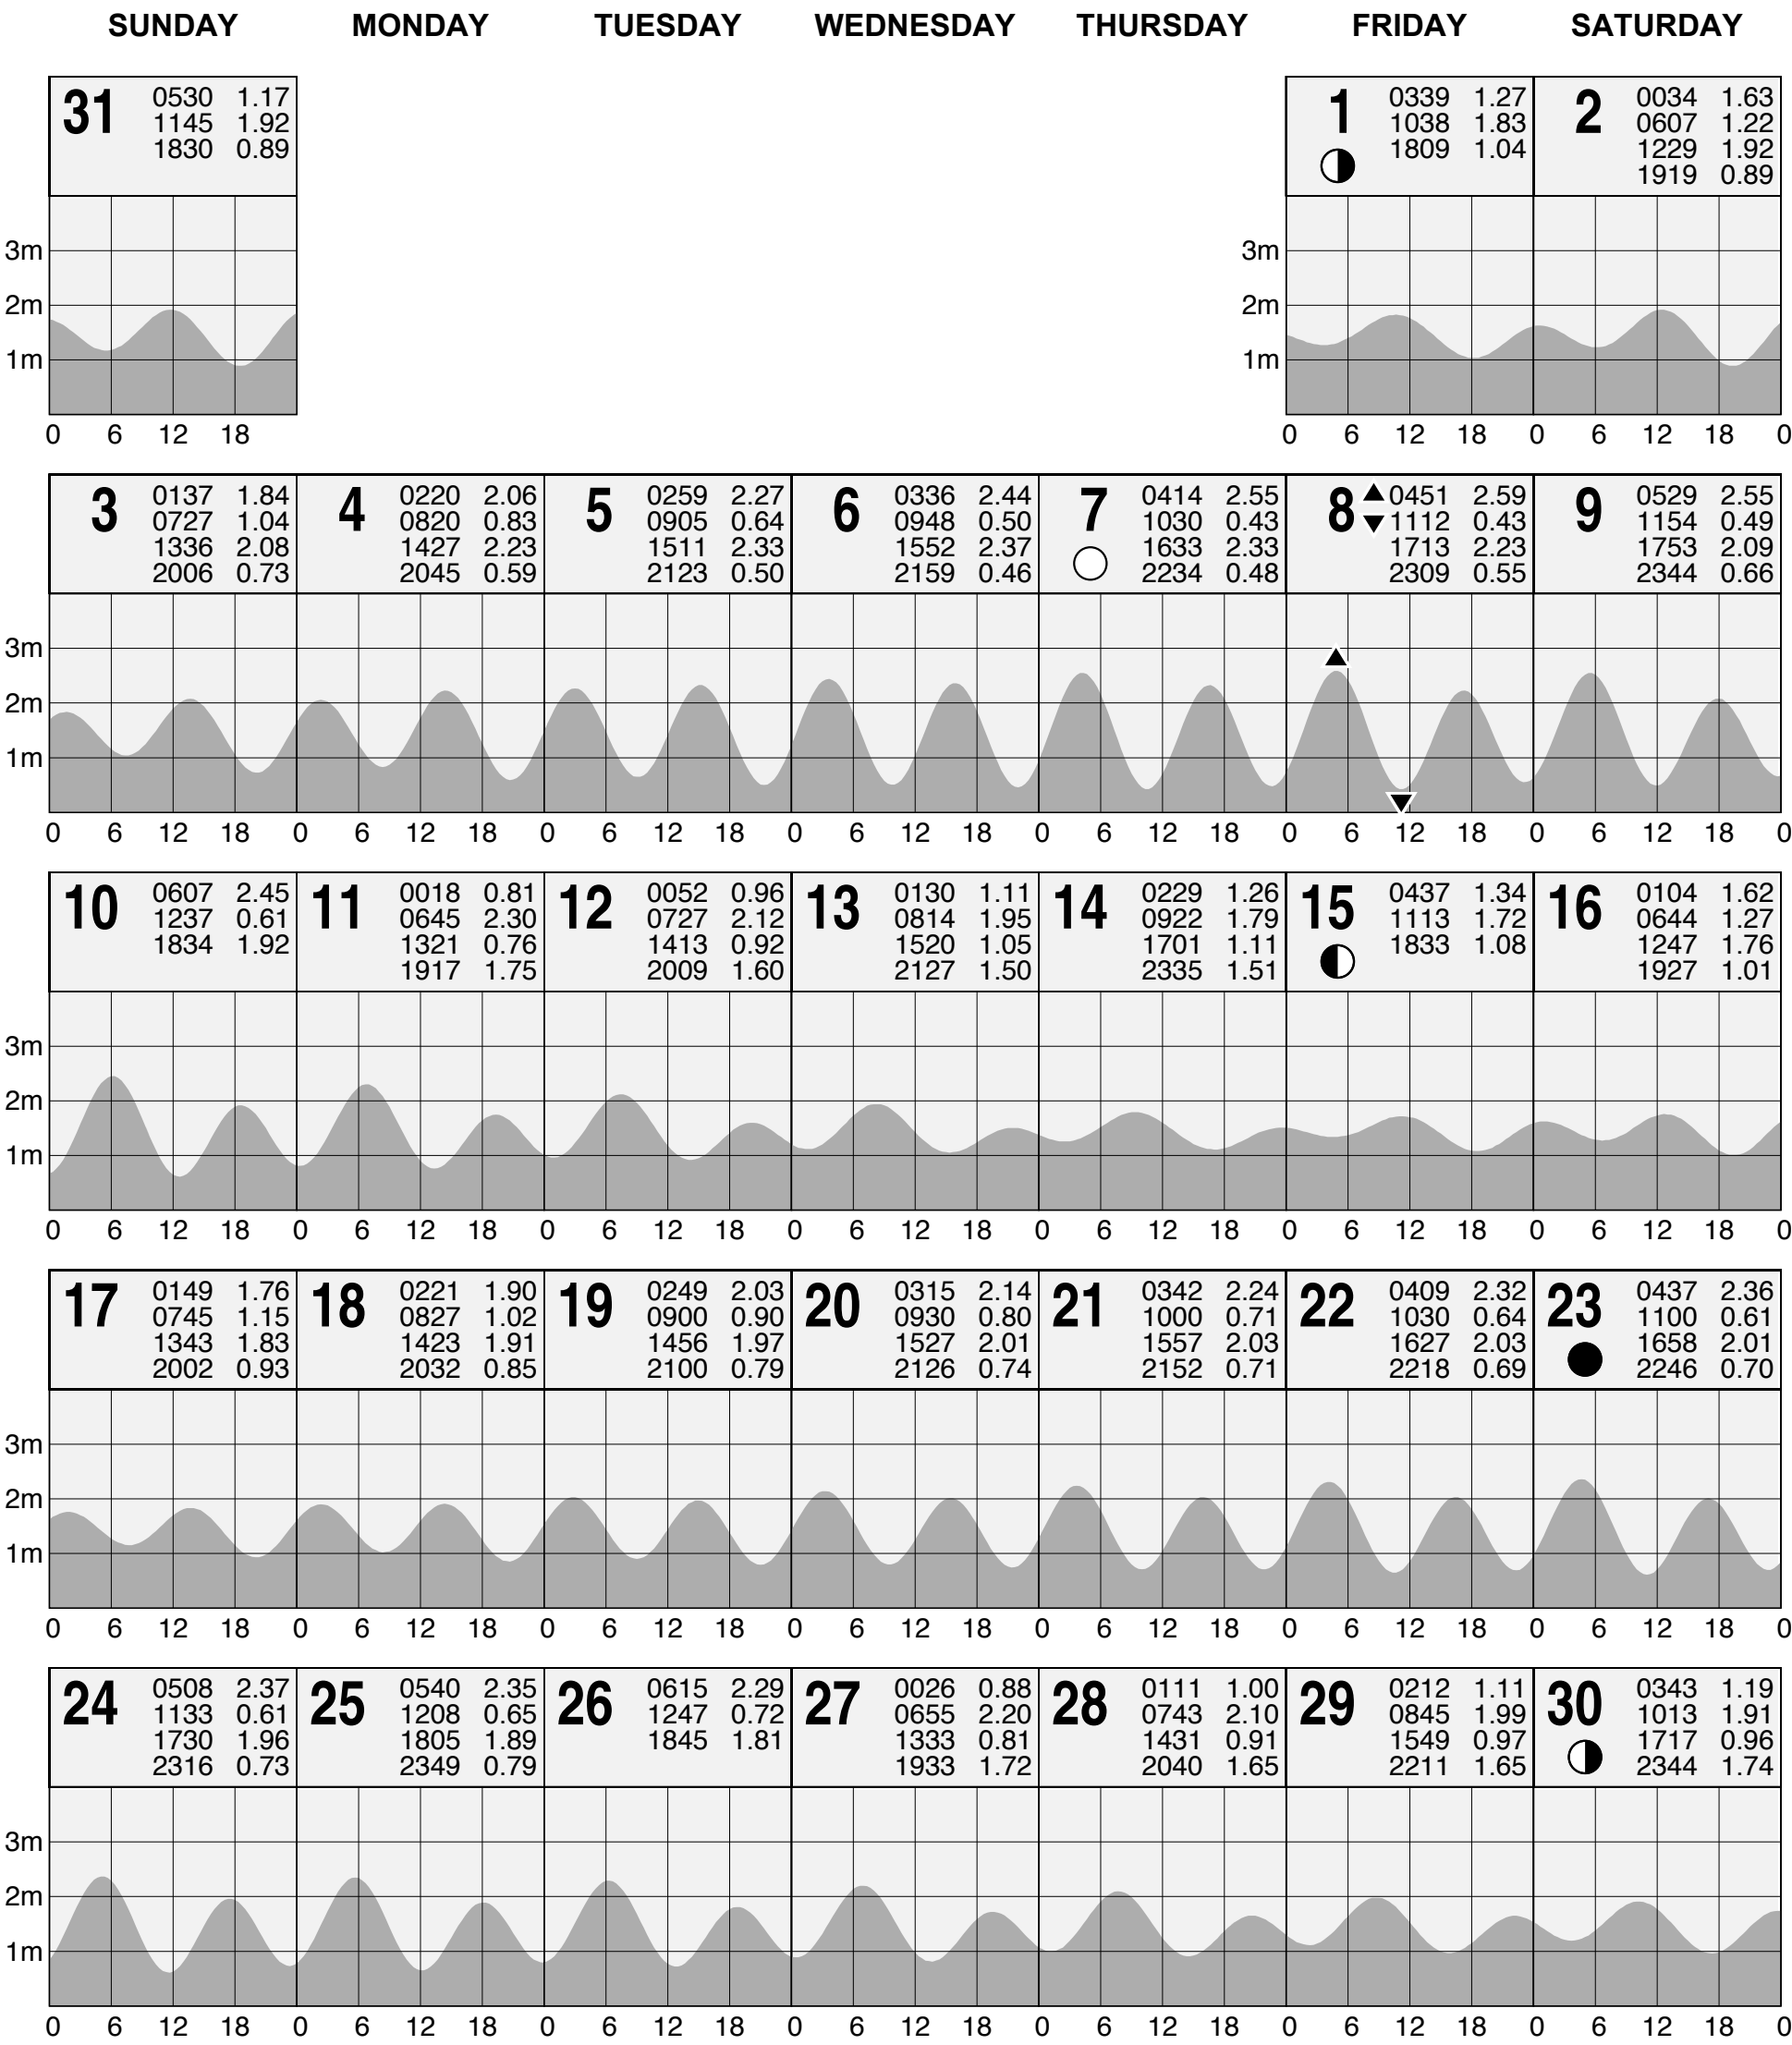 SUNDAY MONDAY TUESDAY WEDNESDAY THURSDAY FRIDAY SATURDAY
31 0530 1.17
1145 1.92
1830 0.89
1 0339 1.27
1038 1.83
1809 1.04
2 0034 1.63
0607 1.22
1229 1.92
1919 0.89
3m
2m
1m
0 6 12 18
3m
2m
1m
0 6 12 18 0 6 12 18 0
3 0137 1.84
0727 1.04
1336 2.08
2006 0.73
4 0220 2.06
0820 0.83
1427 2.23
2045 0.59
5 0259 2.27
0905 0.64
1511 2.33
2123 0.50
6 0336 2.44
0948 0.50
1552 2.37
2159 0.46
7 0414 2.55
1030 0.43
1633 2.33
2234 0.48
8 0451 2.59
1112 0.43
1713 2.23
2309 0.55
9 0529 2.55
1154 0.49
1753 2.09
2344 0.66
3m
2m
1m
0 6 12 18 0 6 12 18 0 6 12 18 0 6 12 18 0 6 12 18 0 6 12 18 0 6 12 18 0
10 0607 2.45
1237 0.61
1834 1.92
11 0018 0.81
0645 2.30
1321 0.76
1917 1.75
12 0052 0.96
0727 2.12
1413 0.92
2009 1.60
13 0130 1.11
0814 1.95
1520 1.05
2127 1.50
14 0229 1.26
0922 1.79
1701 1.11
2335 1.51
15 0437 1.34
1113 1.72
1833 1.08
16 0104 1.62
0644 1.27
1247 1.76
1927 1.01
3m
2m
1m
0 6 12 18 0 6 12 18 0 6 12 18 0 6 12 18 0 6 12 18 0 6 12 18 0 6 12 18 0
17 0149 1.76
0745 1.15
1343 1.83
2002 0.93
18 0221 1.90
0827 1.02
1423 1.91
2032 0.85
19 0249 2.03
0900 0.90
1456 1.97
2100 0.79
20 0315 2.14
0930 0.80
1527 2.01
2126 0.74
21 0342 2.24
1000 0.71
1557 2.03
2152 0.71
22 0409 2.32
1030 0.64
1627 2.03
2218 0.69
23 0437 2.36
1100 0.61
1658 2.01
2246 0.70
3m
2m
1m
0 6 12 18 0 6 12 18 0 6 12 18 0 6 12 18 0 6 12 18 0 6 12 18 0 6 12 18 0
24 0508 2.37
1133 0.61
1730 1.96
2316 0.73
25 0540 2.35
1208 0.65
1805 1.89
2349 0.79
26 0615 2.29
1247 0.72
1845 1.81
27 0026 0.88
0655 2.20
1333 0.81
1933 1.72
28 0111 1.00
0743 2.10
1431 0.91
2040 1.65
29 0212 1.11
0845 1.99
1549 0.97
2211 1.65
30 0343 1.19
1013 1.91
1717 0.96
2344 1.74
3m
2m
1m
0 6 12 18 0 6 12 18 0 6 12 18 0 6 12 18 0 6 12 18 0 6 12 18 0 6 12 18 0